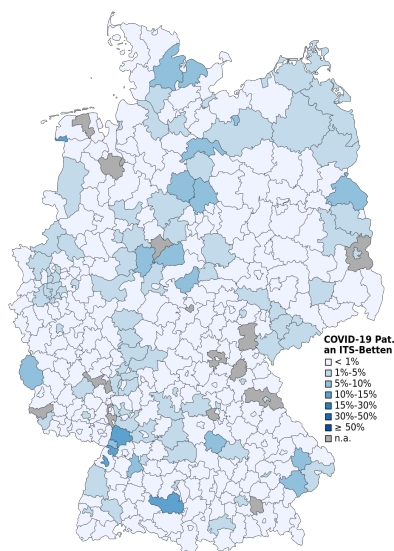 COVID-19 Pat.
an ITS-Betten
< 1%
1%-5%
5%-10%
10%-15%
15%-30%
30%-50%
≥ 50%
n.a.